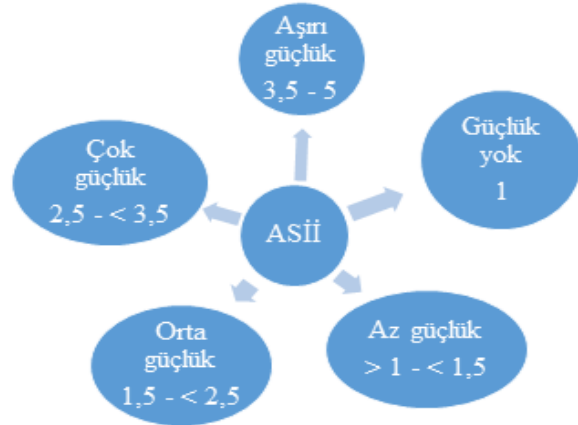 Aşırı
güçlük
3,5 - 5
Güçlük
yok
1
Çok
güçlük
2,5 - < 3,5
ASİİ
Orta
güçlük
1,5 - < 2,5
Az güçlük
> 1 - < 1,5